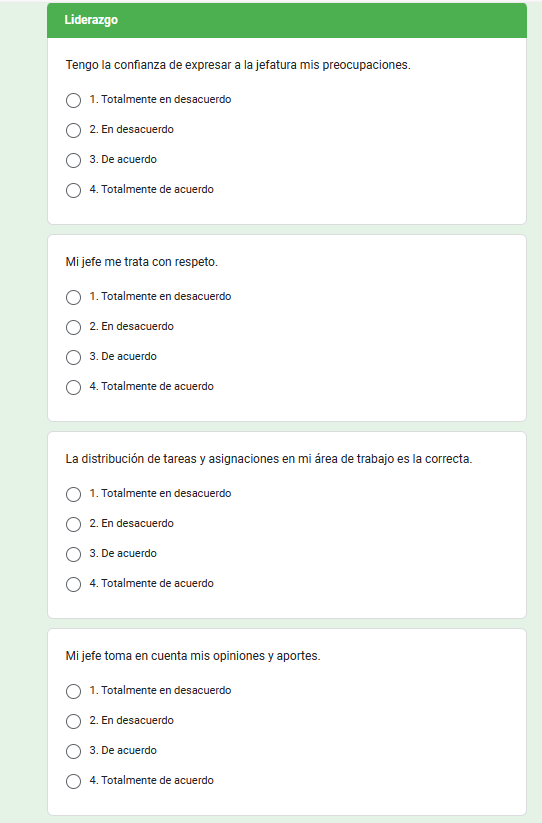 Liderazgo
Tengo la confianza de expresar a la jefatura mis preocupaciones.
1. Totalmente en desacuerdo
2. En desacuerdo
3. De acuerdo
4. Totalmente de acuerdo
Mi jefe me trata con respeto.
1. Totalmente en desacuerdo
2. En desacuerdo
3. De acuerdo
4. Totalmente de acuerdo
La distribución de tareas y asignaciones en mi área de trabajo es la correcta.
1. Totalmente en desacuerdo
2. En desacuerdo
3. De acuerdo
4. Totalmente de acuerdo
Mi jefe toma en cuenta mis opiniones y aportes.
1. Totalmente en desacuerdo
2. En desacuerdo
3. De acuerdo
4. Totalmente de acuerdo